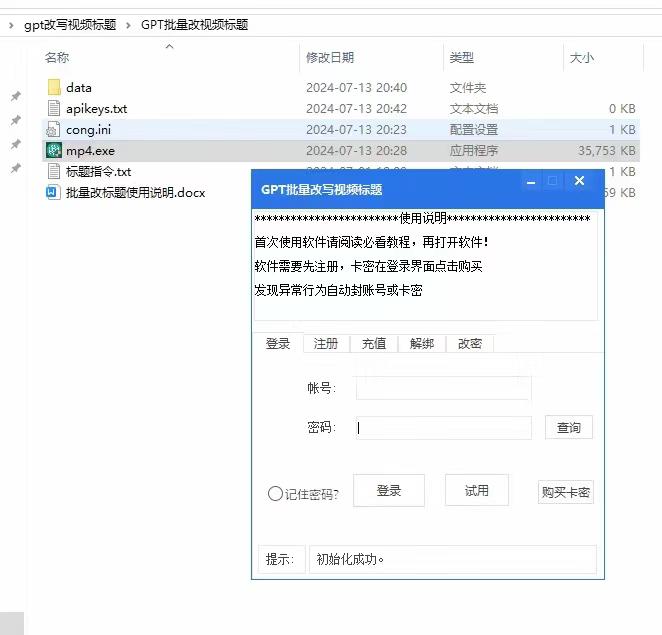 gpt改写视频标题 › GPT批量改视频标题
名称 修改日期 类型 大小
data 2024-07-13 20:40 文件夹
apikeys.txt 2024-07-13 20:42 文本文档 0 KB
cong.ini 2024-07-13 20:23 配置设置 1 KB
mp4.exe 2024-07-13 20:28 应用程序 35,753 KB
标题指令.txt 1 KB
批量改标题使用说明.docx 59 KB
GPT批量改写视频标题
************************使用说明************************
首次使用软件请阅读必看教程，再打开软件！
软件需要先注册，卡密在登录界面点击购买
发现异常行为自动封账号或卡密
登录 注册 充值 解绑 改密
帐号：
密码： 查询
记住密码? 登录 试用 购买卡密
提示： 初始化成功。